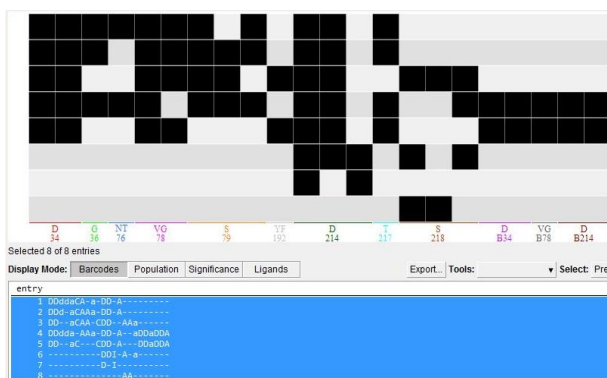 D G NT VG S YF D T S D VG D
34 36 76 78 79 192 214 217 218 B34 B78 B214
Selected 8 of 8 entries
Display Mode: Barcodes Population Significance Ligands Export... Tools: Select: Pre
entry
1 DDddaCA-a-DD-A---------
2 DDd-aCAAa-DD-A---------
3 DD--aCAA-CDD--AAa------
4 DDdda-AAa-DD-A--aDDaDDA
5 DD--aC---CDD-A---DDaDDA
6 ----------DDI-A-a------
7 ----------D-I----------
8 --------------AA-------